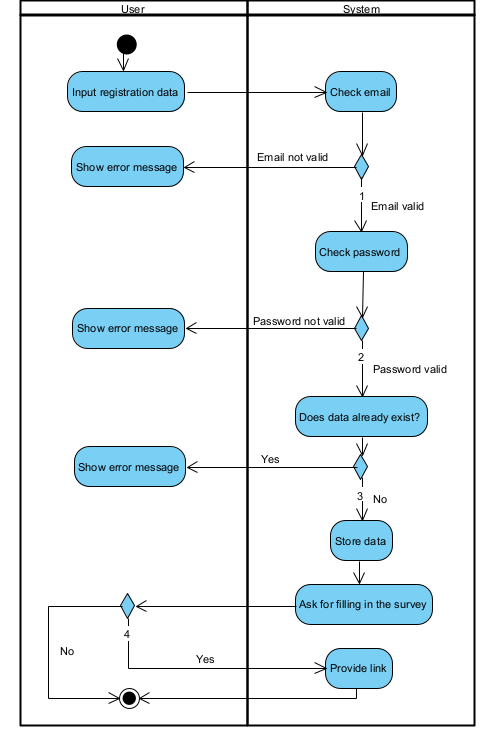 User
System
Input registration data
Check email
Show error message
Email not valid
1
Email valid
Check password
Show error message
Password not valid
2
Password valid
Does data already exist?
Show error message
Yes
3
No
Store data
Ask for filling in the survey
4
No
Yes
Provide link